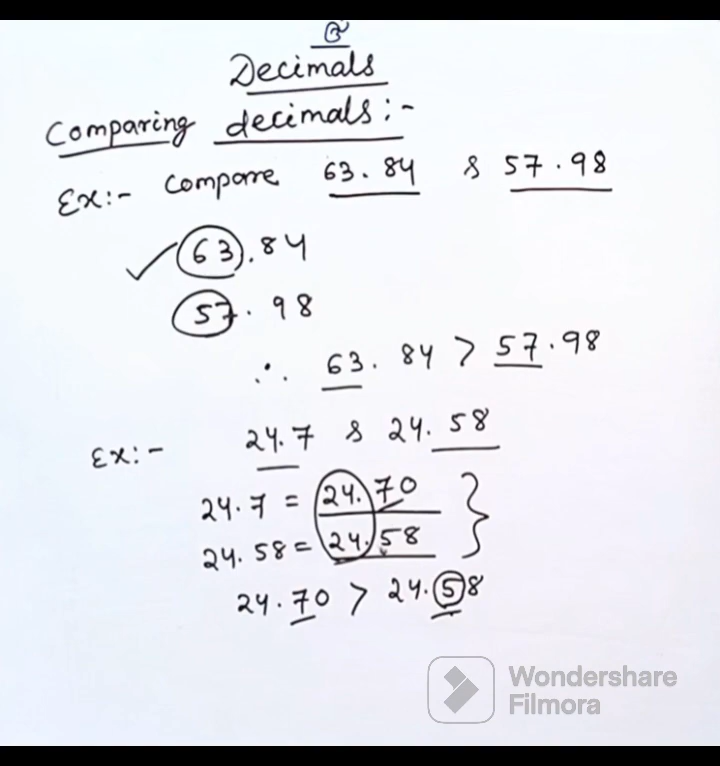 ②
Decimals
Comparing decimals:-
Ex:- Compare 63.84 & 57.98
63.84
57.98
∴ 63.84 > 57.98
Ex:- 24.7 & 24.58
24.7 = 24.70
24.58 = 24.58
24.70 > 24.58
Wondershare
Filmora